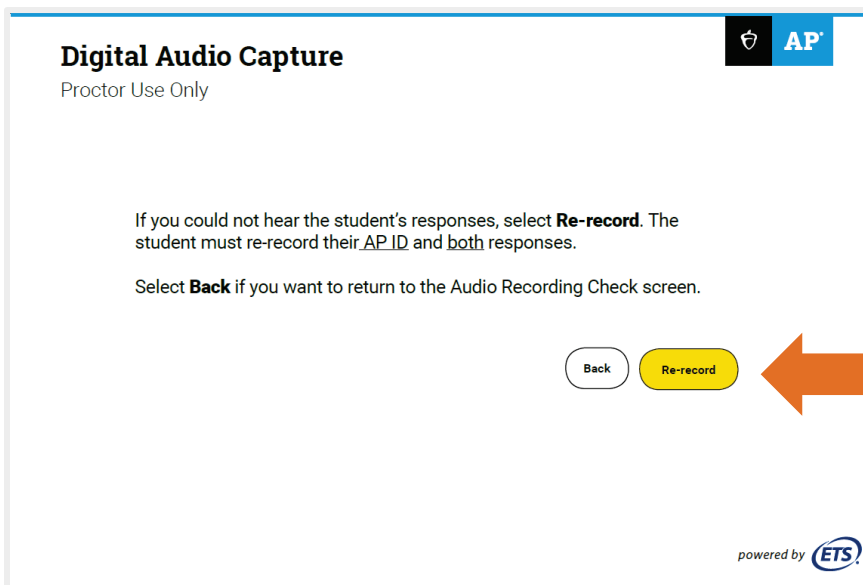 Digital Audio Capture
AP
Proctor Use Only
If you could not hear the student's responses, select Re-record. The
student must re-record their AP ID and both responses.
Select Back if you want to return to the Audio Recording Check screen.
Back
Re-record
powered by ETS